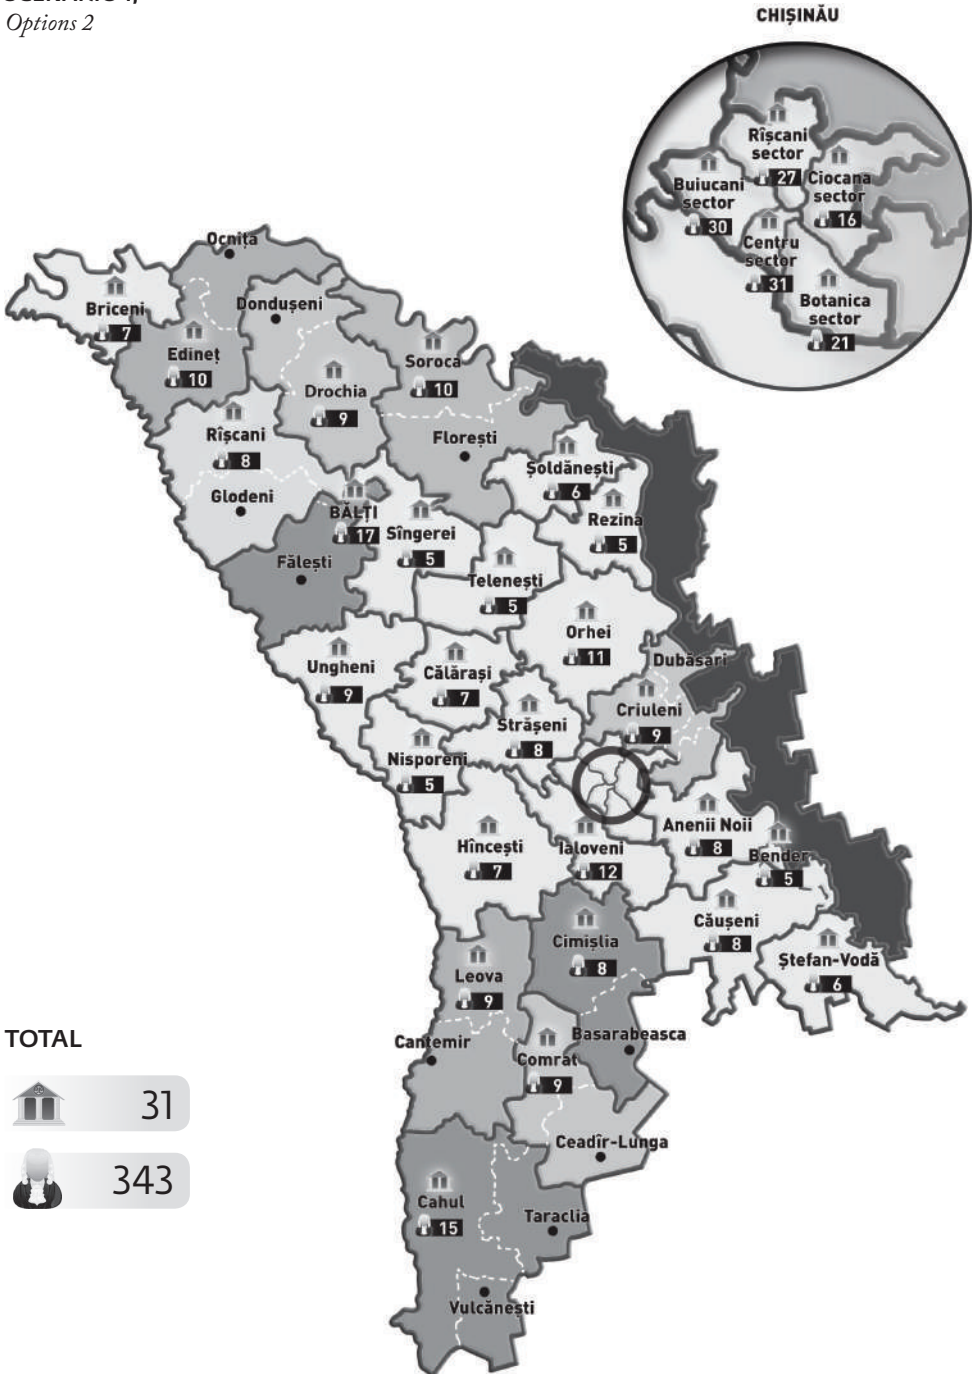 Options 2
CHIȘINĂU
Rîșcani
sector
27
Ciocana
sector
16
Buiucani
sector
30
Centru
sector
31
Botanica
sector
21
Ocnița
Briceni
7
Dondușeni
Edineț
10
Soroca
10
Drochia
9
Rîșcani
8
Florești
Șoldănești
6
Glodeni
BĂLȚI
17
Sîngerei
5
Rezina
5
Fălești
Telenești
5
Orhei
11
Ungheni
9
Călărași
7
Dubăsari
Criuleni
9
Strășeni
8
Nisporeni
5
Anenii Noii
8
Hîncești
7
Ialoveni
12
Bender
5
Căușeni
8
Cimișlia
8
Ștefan-Vodă
6
Leova
9
Cantemir
Basarabeasca
Comrat
9
TOTAL
31
343
Ceadîr-Lunga
Cahul
15
Taraclia
Vulcănești